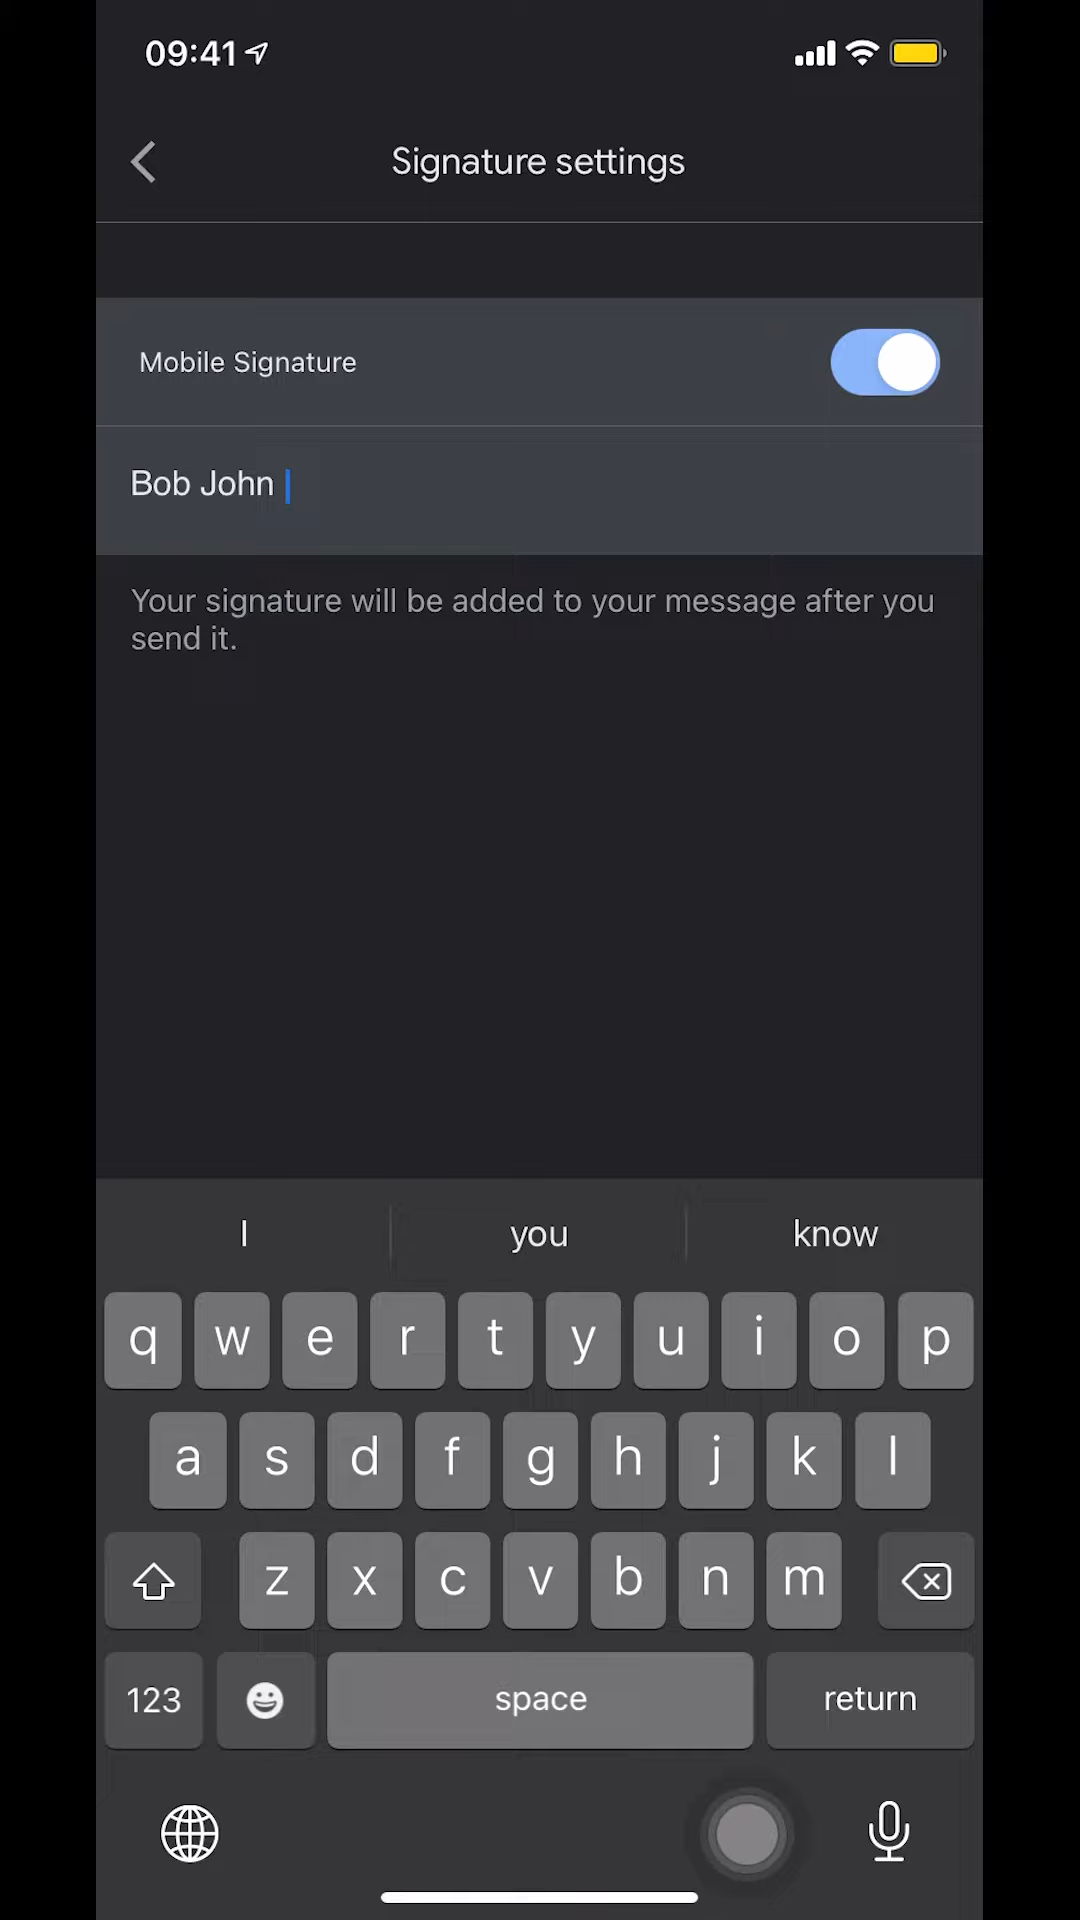 09:41
Signature settings
Mobile Signature
Bob John
Your signature will be added to your message after you
send it.
I you know
q w e r t y u i o p
a s d f g h j k l
z x c v b n m
123 space return